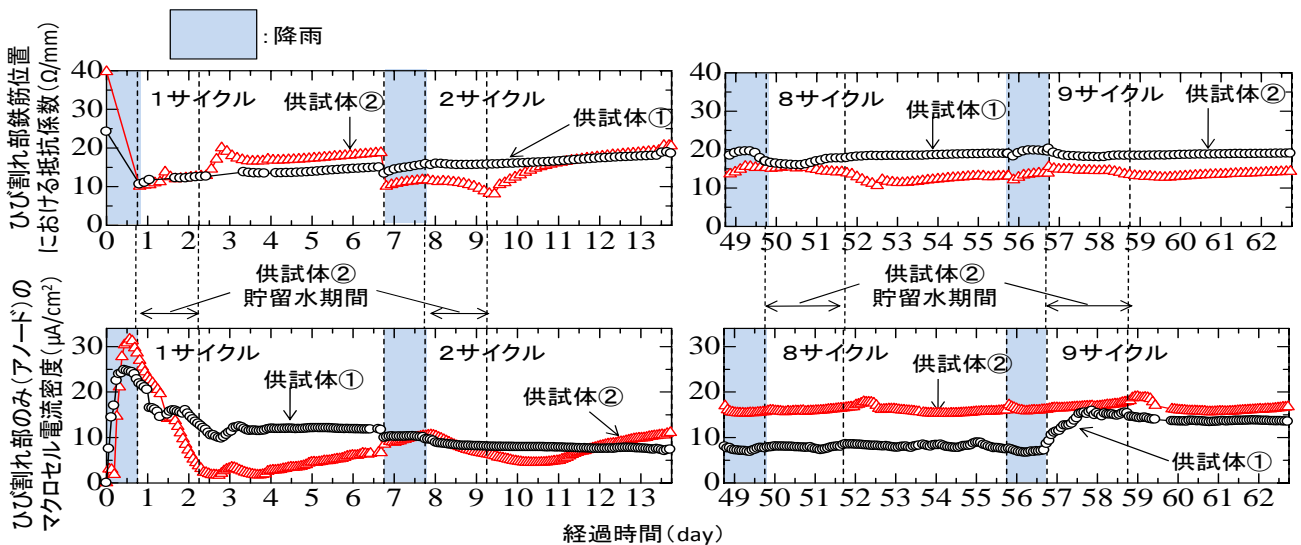 :降雨
ひび割れ部鉄筋位置
における抵抗係数(Ω/mm)
40
30
20
10
0
1サイクル
供試体②
2サイクル
供試体①
0 1 2 3 4 5 6 7 8 9 10 11 12 13
40
30
20
10
0
8サイクル
供試体①
9サイクル
供試体②
49 50 51 52 53 54 55 56 57 58 59 60 61 62
供試体②
貯留水期間
供試体②
貯留水期間
ひび割れ部のみ(アノード)の
マクロセル電流密度(μA/cm²)
30
20
10
0
1サイクル
供試体①
2サイクル
供試体②
0 1 2 3 4 5 6 7 8 9 10 11 12 13
30
20
10
0
8サイクル
供試体②
9サイクル
供試体①
49 50 51 52 53 54 55 56 57 58 59 60 61 62
経過時間(day)